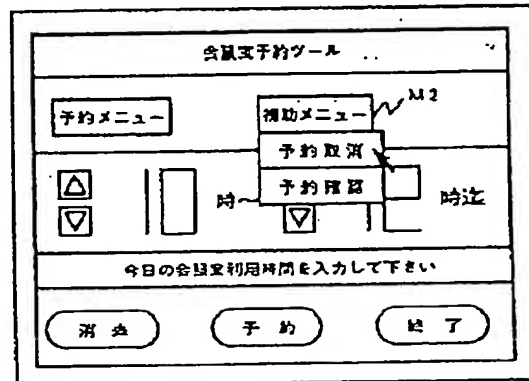 会議室予約ツール
予約メニュー 補助メニュー M2
予約取消
予約確認
時〜 時迄
今日の会議室利用時間を入力して下さい
消去 予約 終了